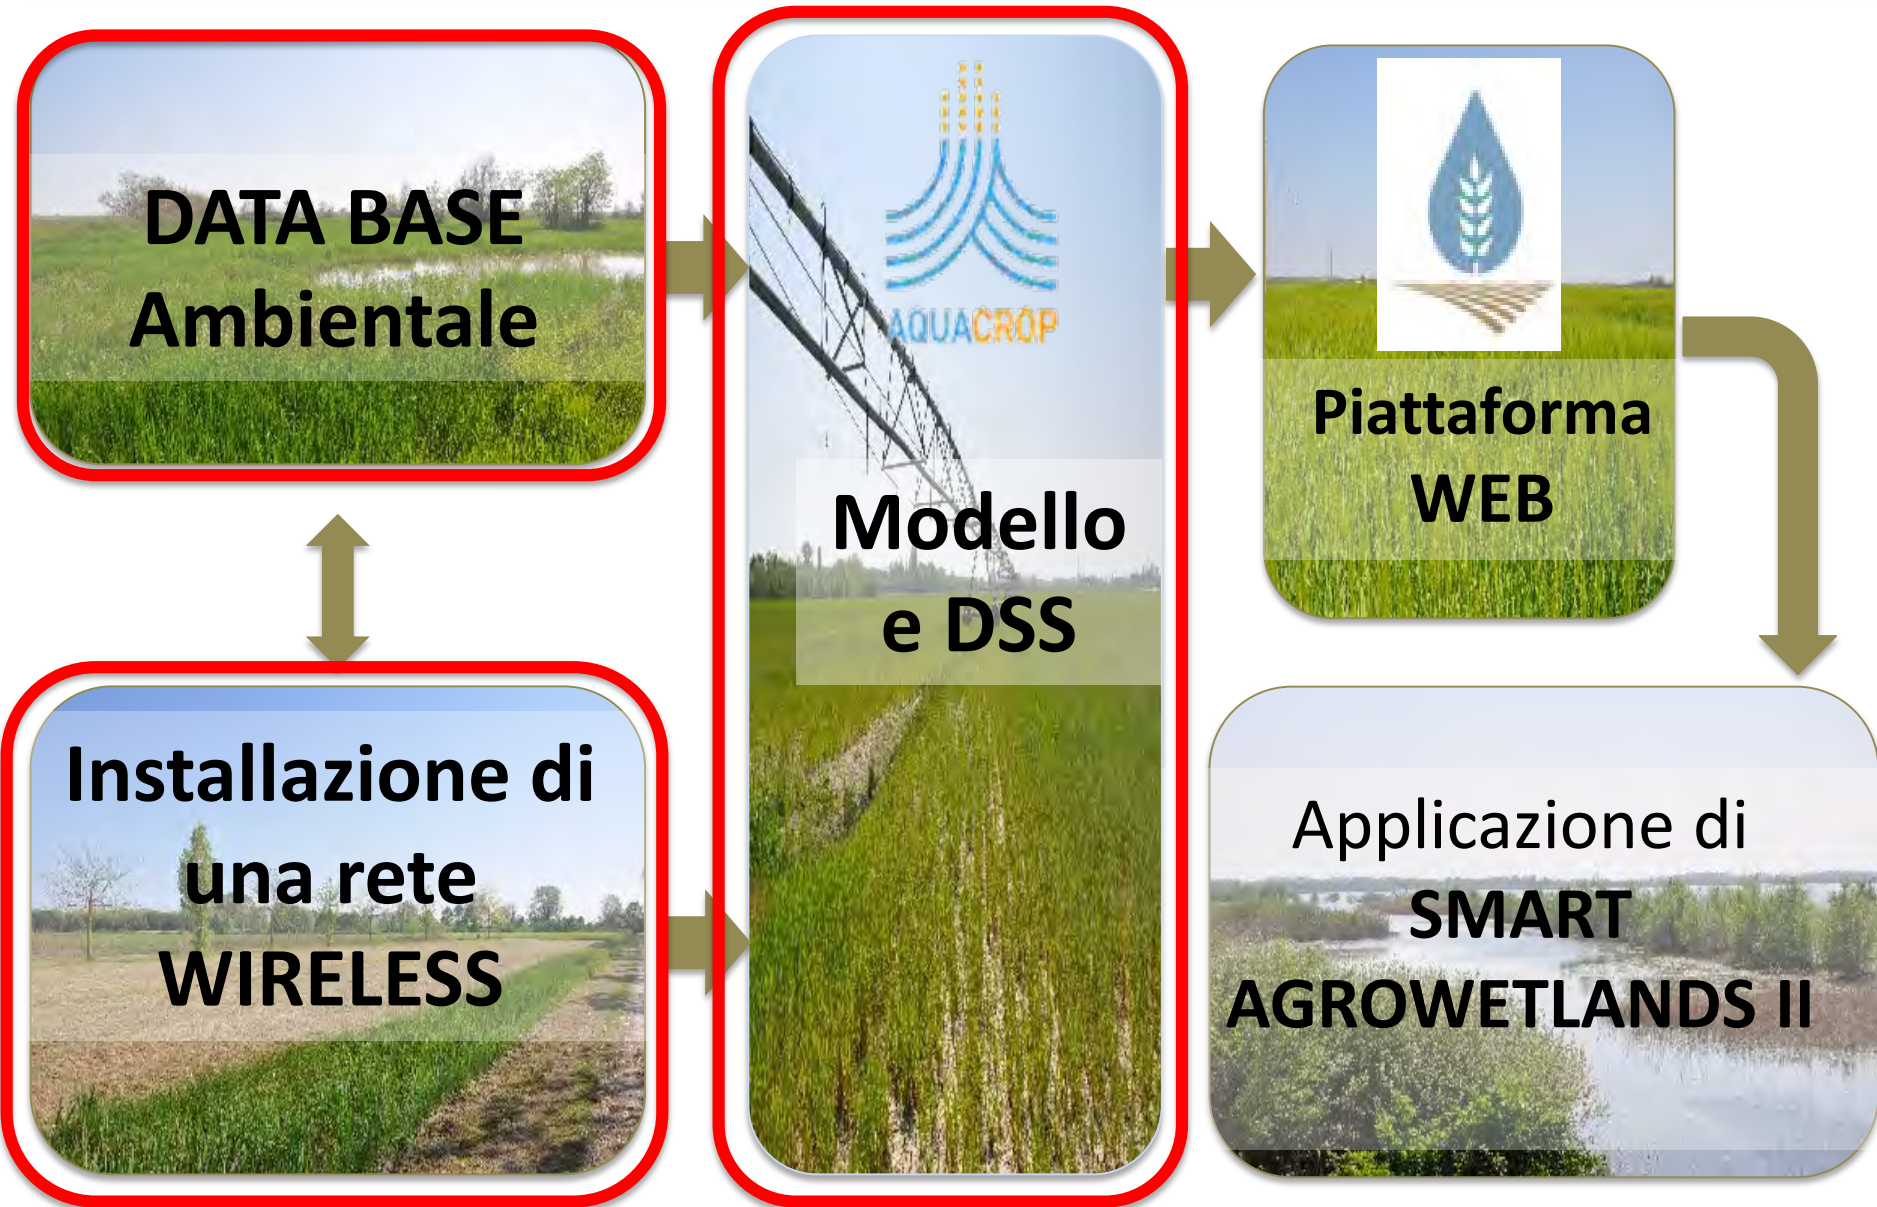 DATA BASE
Ambientale
Installazione di
una rete
WIRELESS
AQUACROP
Modello
e DSS
Piattaforma
WEB
Applicazione di
SMART
AGROWETLANDS II